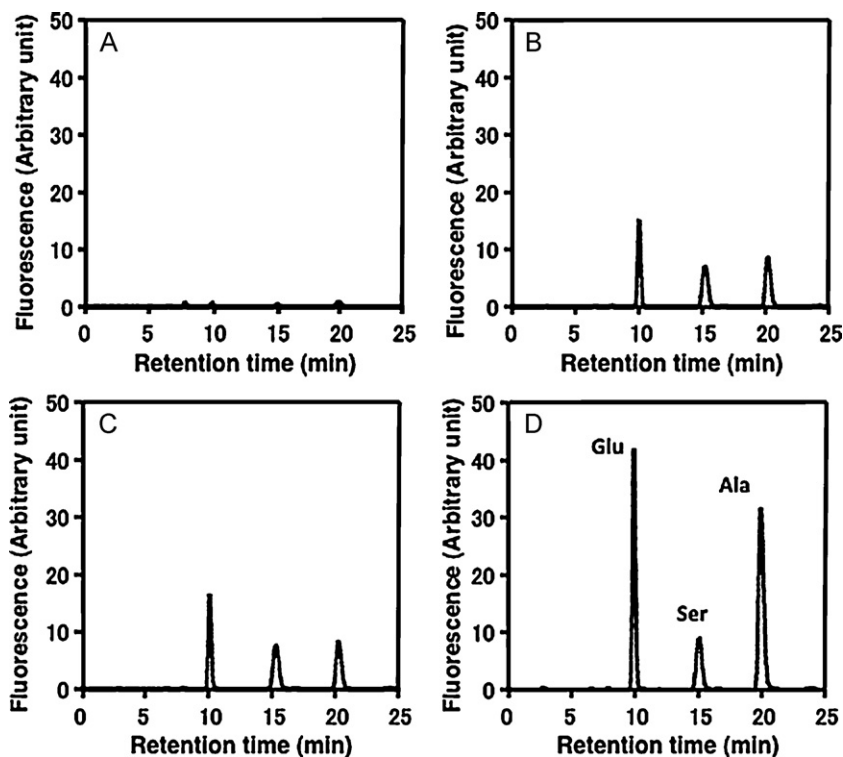 A
Fluorescence (Arbitrary unit)
50
40
30
20
10
0
0 5 10 15 20 25
Retention time (min)
B
Fluorescence (Arbitrary unit)
50
40
30
20
10
0
0 5 10 15 20 25
Retention time (min)
C
Fluorescence (Arbitrary unit)
50
40
30
20
10
0
0 5 10 15 20 25
Retention time (min)
D
Fluorescence (Arbitrary unit)
50
40
30
20
10
0
Glu
Ser
Ala
0 5 10 15 20 25
Retention time (min)